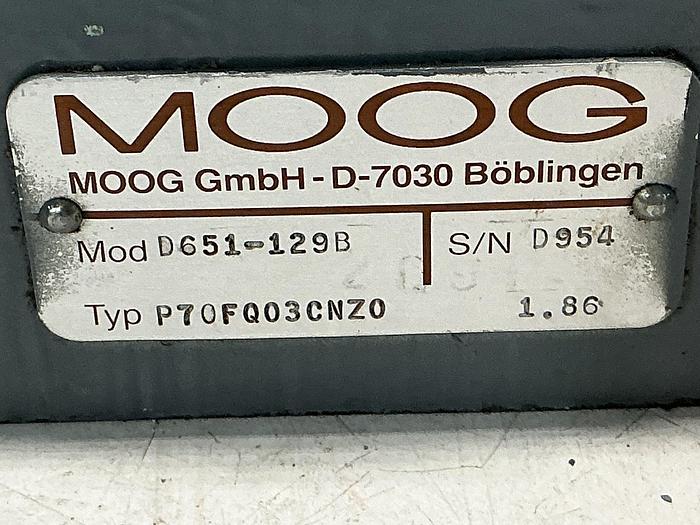 MOOG
MOOG GmbH - D-7030 Böblingen
Mod D651-129B S/N D954
Typ P70FQ03CNZ0 1.86